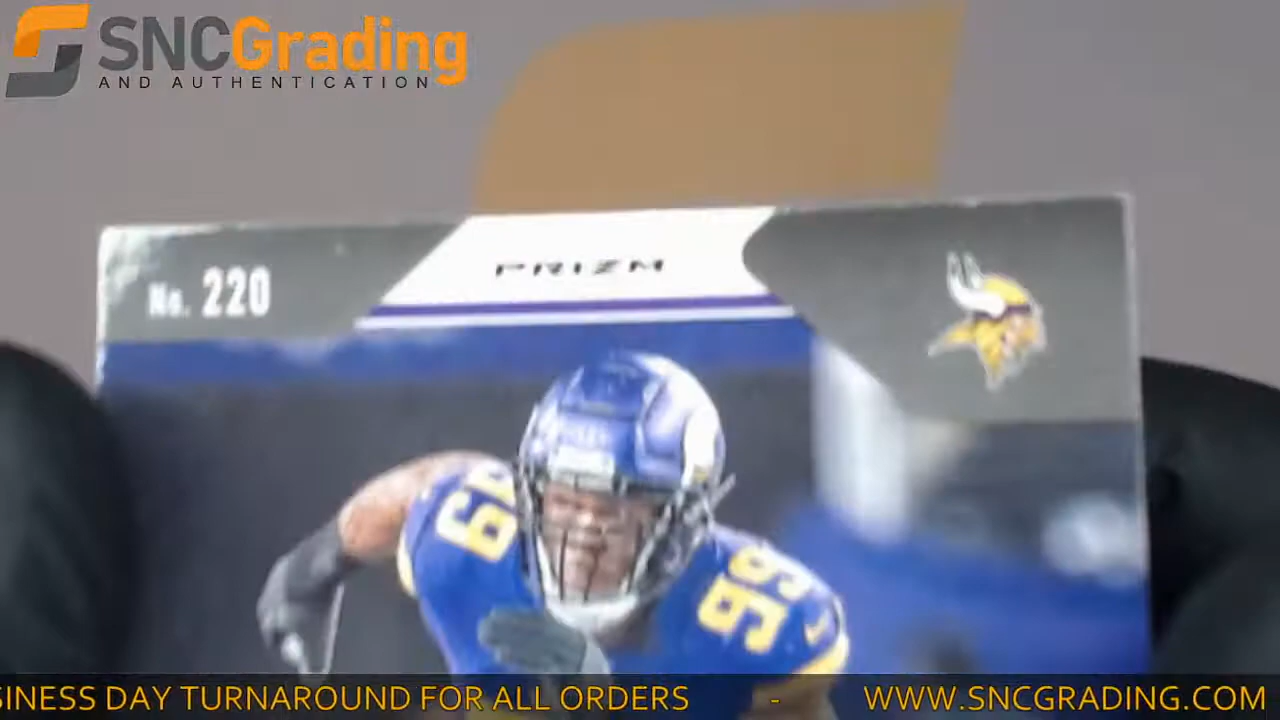 SNCGrading
AND AUTHENTICATION
PRIZM
No. 220
99
99
SINESS DAY TURNAROUND FOR ALL ORDERS - WWW.SNCGRADING.COM